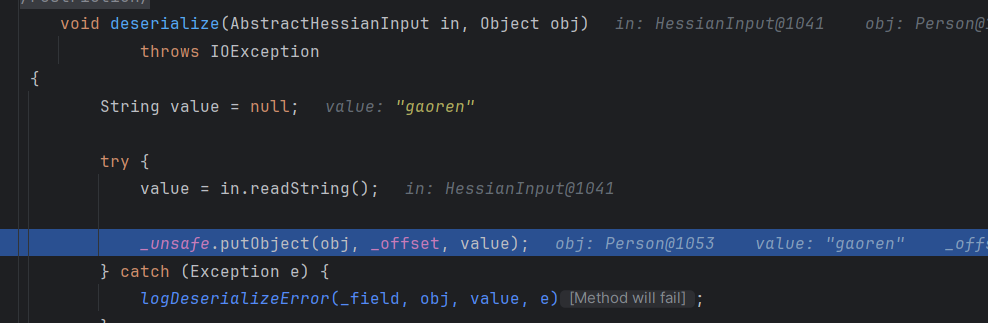 void deserialize(AbstractHessianInput in, Object obj) in: HessianInput@1041 obj: Person@1
throws IOException
{
String value = null; value: "gaoren"
try {
value = in.readString(); in: HessianInput@1041
_unsafe.putObject(obj, _offset, value); obj: Person@1053 value: "gaoren" _offs
} catch (Exception e) {
logDeserializeError(_field, obj, value, e) [Method will fail] ;
}